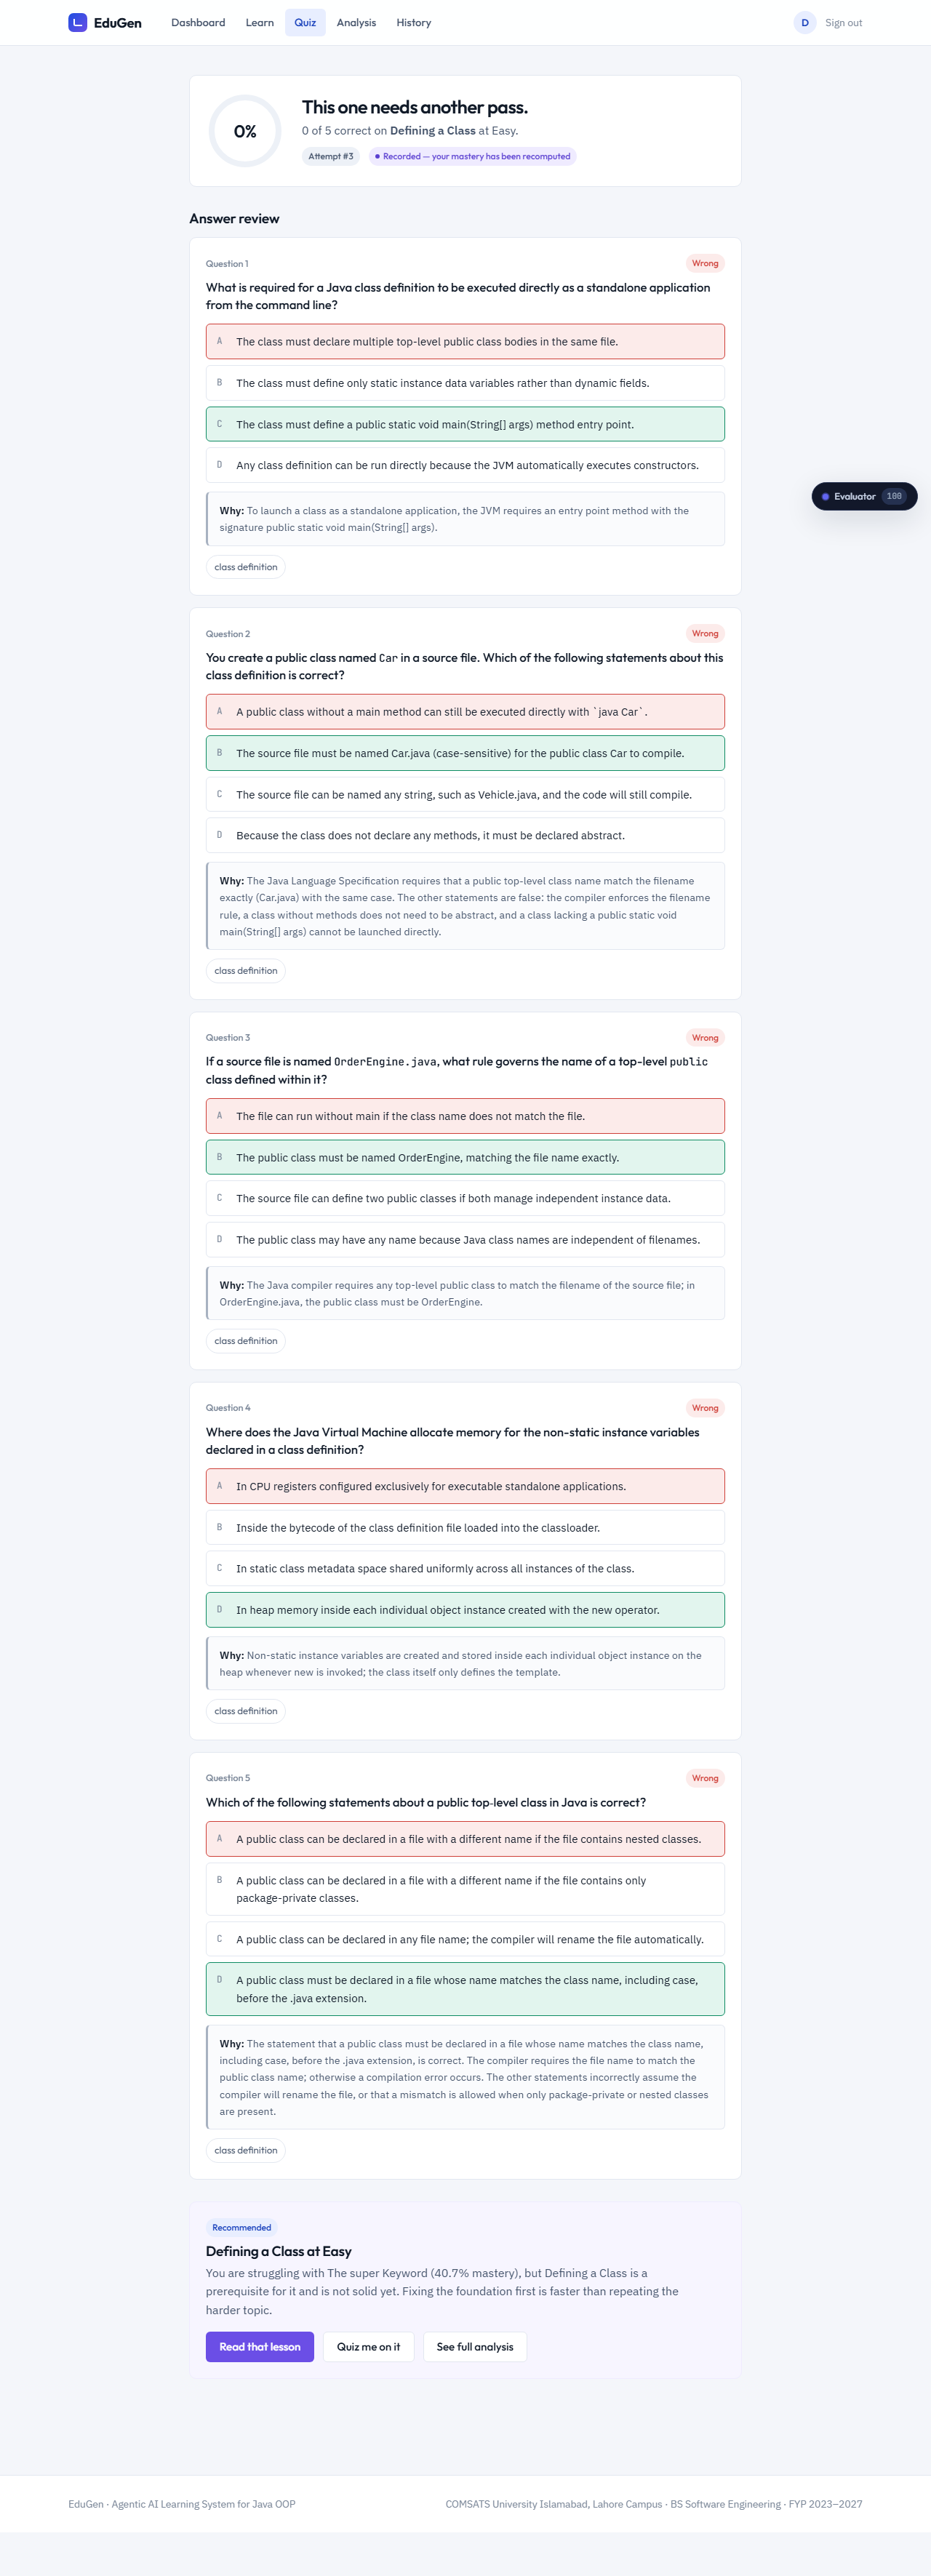 EduGen
Dashboard
Learn
Quiz
Analysis
History
D
Sign out
0%
This one needs another pass.
0 of 5 correct on Defining a Class at Easy.
Attempt #3
Recorded — your mastery has been recomputed
Answer review
Question 1
Wrong
What is required for a Java class definition to be executed directly as a standalone application
from the command line?
A The class must declare multiple top-level public class bodies in the same file.
B The class must define only static instance data variables rather than dynamic fields.
C The class must define a public static void main(String[] args) method entry point.
D Any class definition can be run directly because the JVM automatically executes constructors.
Evaluator 100
Why: To launch a class as a standalone application, the JVM requires an entry point method with the
signature public static void main(String[] args).
class definition
Question 2
Wrong
You create a public class named Car in a source file. Which of the following statements about this
class definition is correct?
A A public class without a main method can still be executed directly with `java Car`.
B The source file must be named Car.java (case-sensitive) for the public class Car to compile.
C The source file can be named any string, such as Vehicle.java, and the code will still compile.
D Because the class does not declare any methods, it must be declared abstract.
Why: The Java Language Specification requires that a public top-level class name match the filename
exactly (Car.java) with the same case. The other statements are false: the compiler enforces the filename
rule, a class without methods does not need to be abstract, and a class lacking a public static void
main(String[] args) cannot be launched directly.
class definition
Question 3
Wrong
If a source file is named OrderEngine.java, what rule governs the name of a top-level public
class defined within it?
A The file can run without main if the class name does not match the file.
B The public class must be named OrderEngine, matching the file name exactly.
C The source file can define two public classes if both manage independent instance data.
D The public class may have any name because Java class names are independent of filenames.
Why: The Java compiler requires any top-level public class to match the filename of the source file; in
OrderEngine.java, the public class must be OrderEngine.
class definition
Question 4
Wrong
Where does the Java Virtual Machine allocate memory for the non-static instance variables
declared in a class definition?
A In CPU registers configured exclusively for executable standalone applications.
B Inside the bytecode of the class definition file loaded into the classloader.
C In static class metadata space shared uniformly across all instances of the class.
D In heap memory inside each individual object instance created with the new operator.
Why: Non-static instance variables are created and stored inside each individual object instance on the
heap whenever new is invoked; the class itself only defines the template.
class definition
Question 5
Wrong
Which of the following statements about a public top-level class in Java is correct?
A A public class can be declared in a file with a different name if the file contains nested classes.
B A public class can be declared in a file with a different name if the file contains only
package-private classes.
C A public class can be declared in any file name; the compiler will rename the file automatically.
D A public class must be declared in a file whose name matches the class name, including case,
before the .java extension.
Why: The statement that a public class must be declared in a file whose name matches the class name,
including case, before the .java extension, is correct. The compiler requires the file name to match the
public class name; otherwise a compilation error occurs. The other statements incorrectly assume the
compiler will rename the file, or that a mismatch is allowed when only package-private or nested classes
are present.
class definition
Recommended
Defining a Class at Easy
You are struggling with The super Keyword (40.7% mastery), but Defining a Class is a
prerequisite for it and is not solid yet. Fixing the foundation first is faster than repeating the
harder topic.
Read that lesson
Quiz me on it
See full analysis
EduGen · Agentic AI Learning System for Java OOP
COMSATS University Islamabad, Lahore Campus · BS Software Engineering · FYP 2023–2027